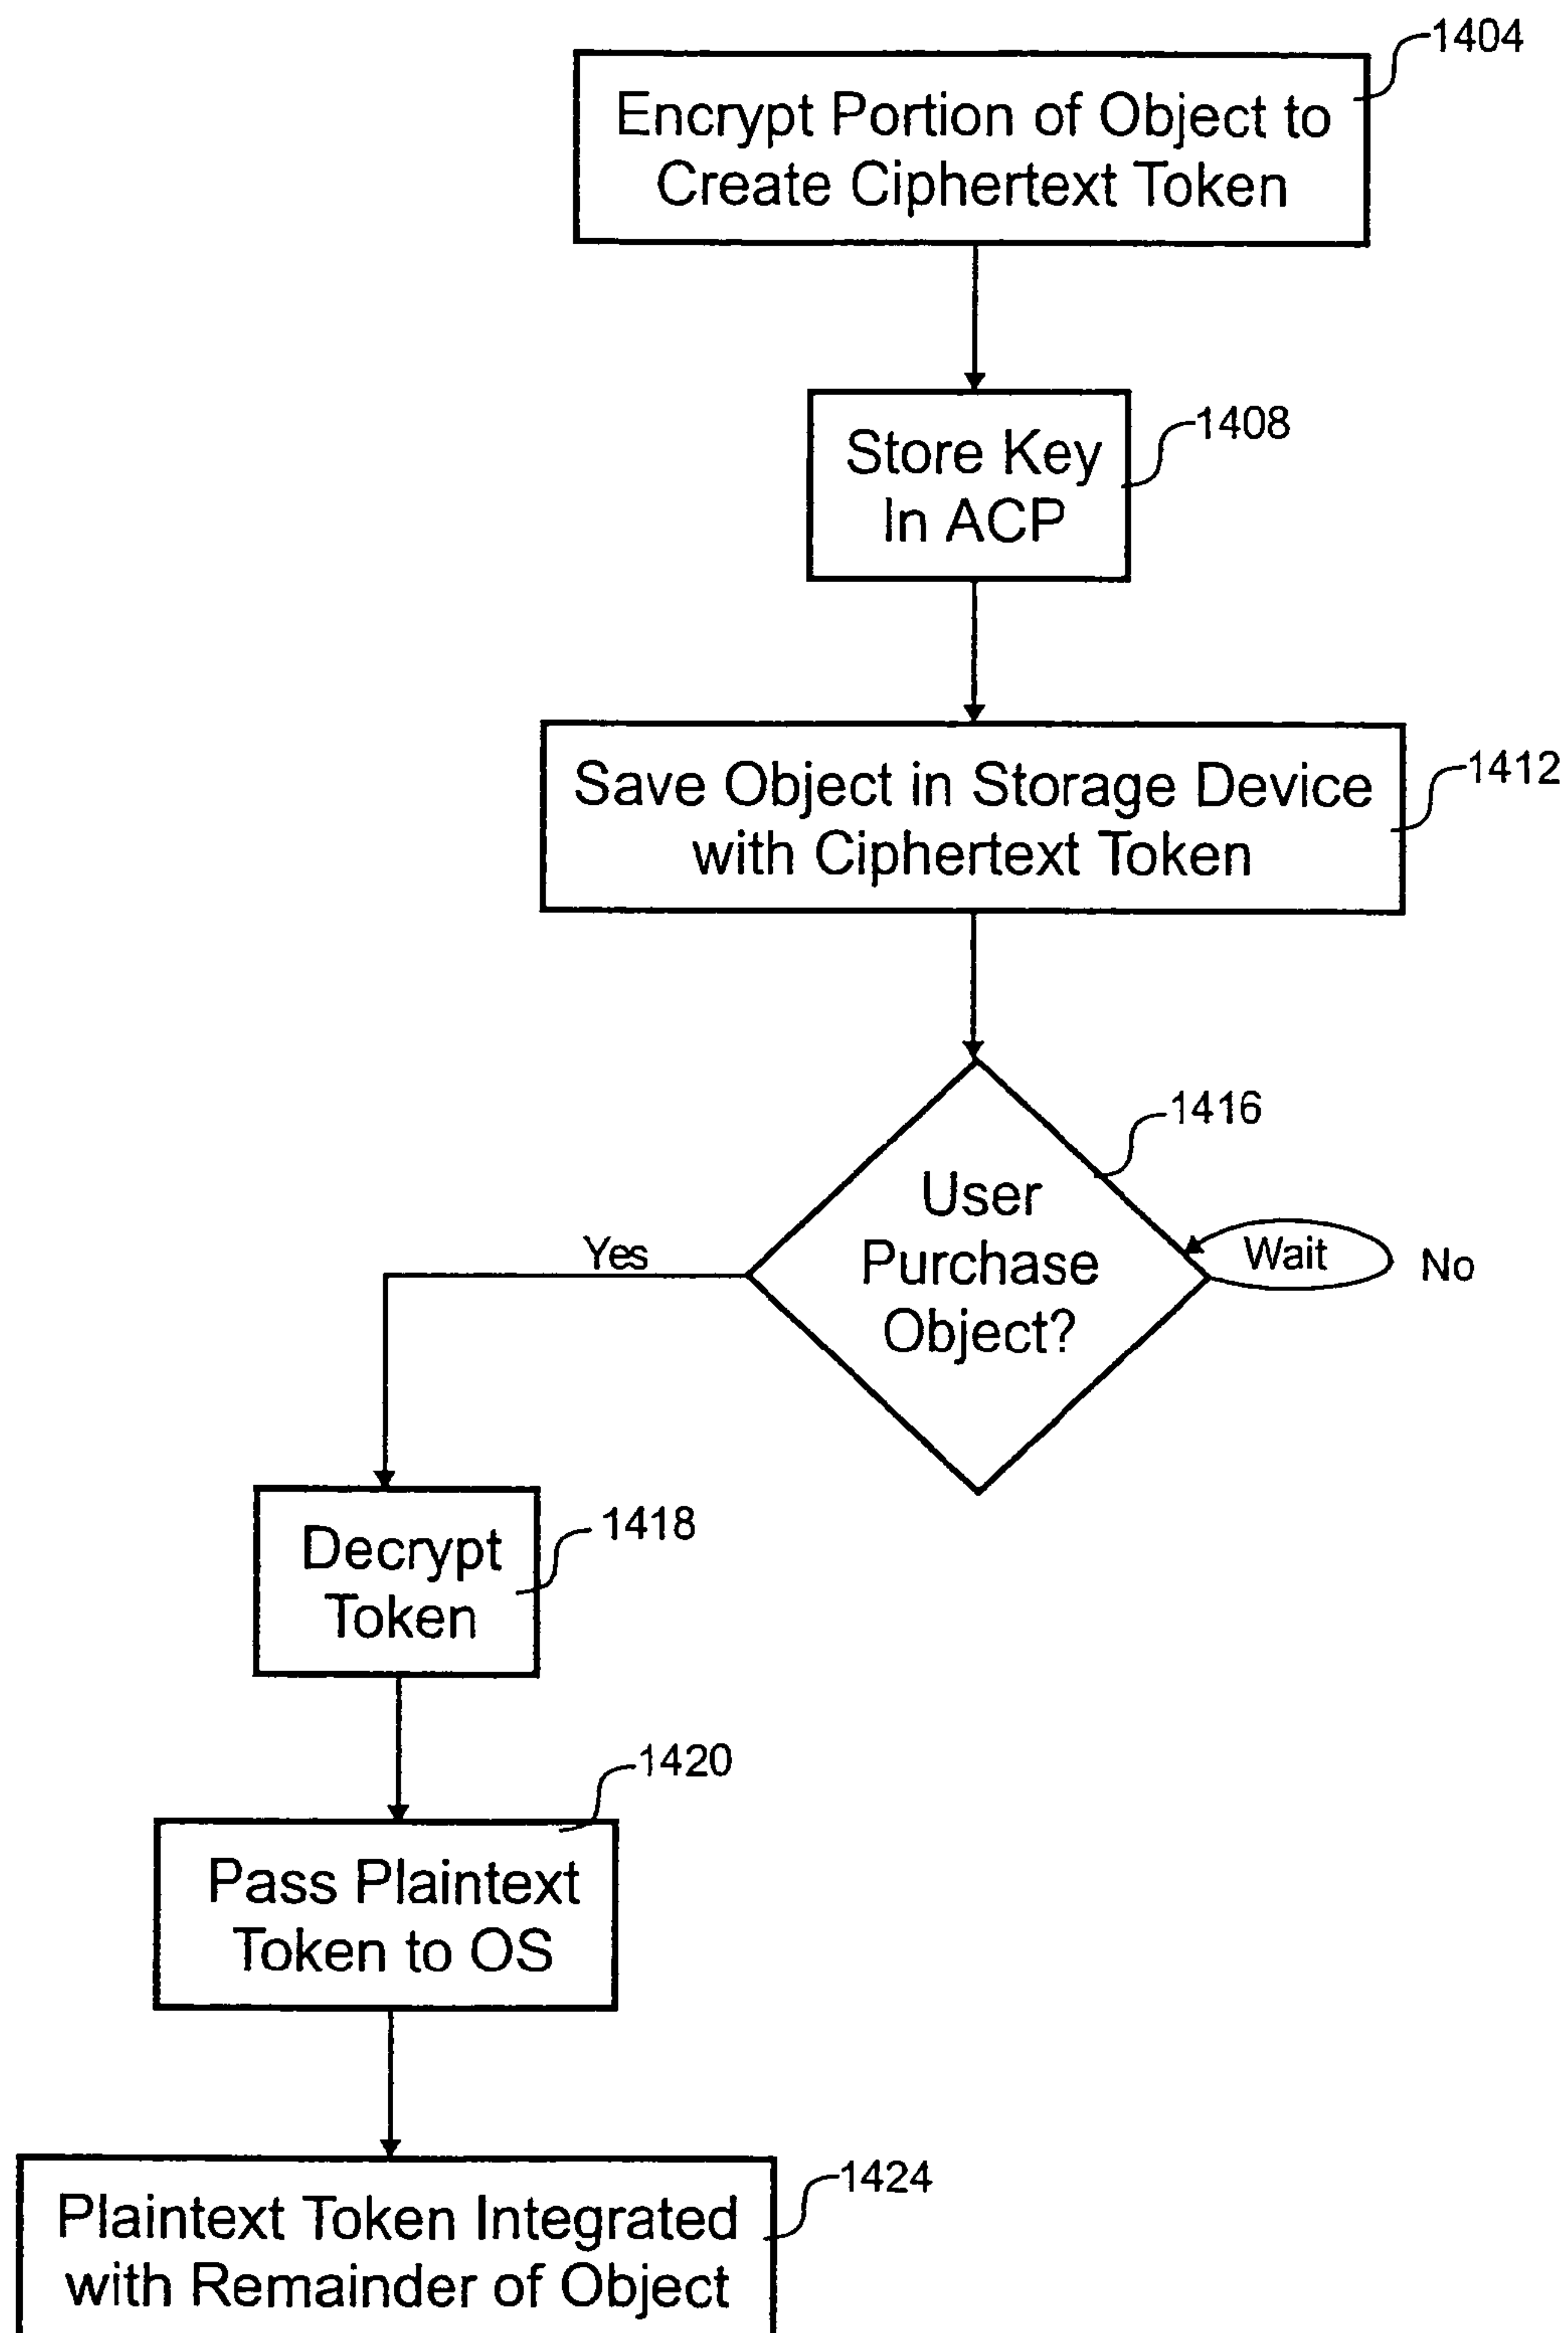 1404
Encrypt Portion of Object to
Create Ciphertext Token
1408
Store Key
In ACP
1412
Save Object in Storage Device
with Ciphertext Token
1416
User
Purchase
Object?
Yes
Wait
No
1418
Decrypt
Token
1420
Pass Plaintext
Token to OS
1424
Plaintext Token Integrated
with Remainder of Object